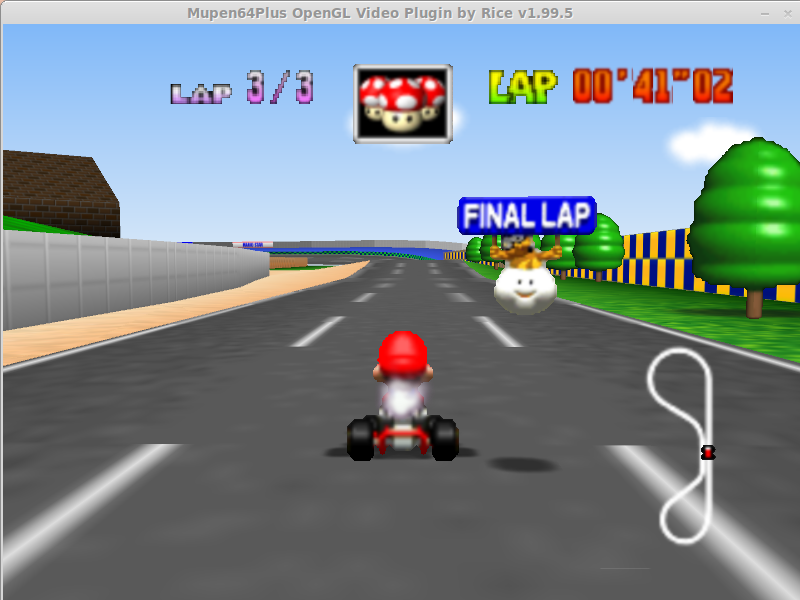 Mupen64Plus OpenGL Video Plugin by Rice v1.99.5
LAP 3/3
LAP 00'41"02
FINAL LAP